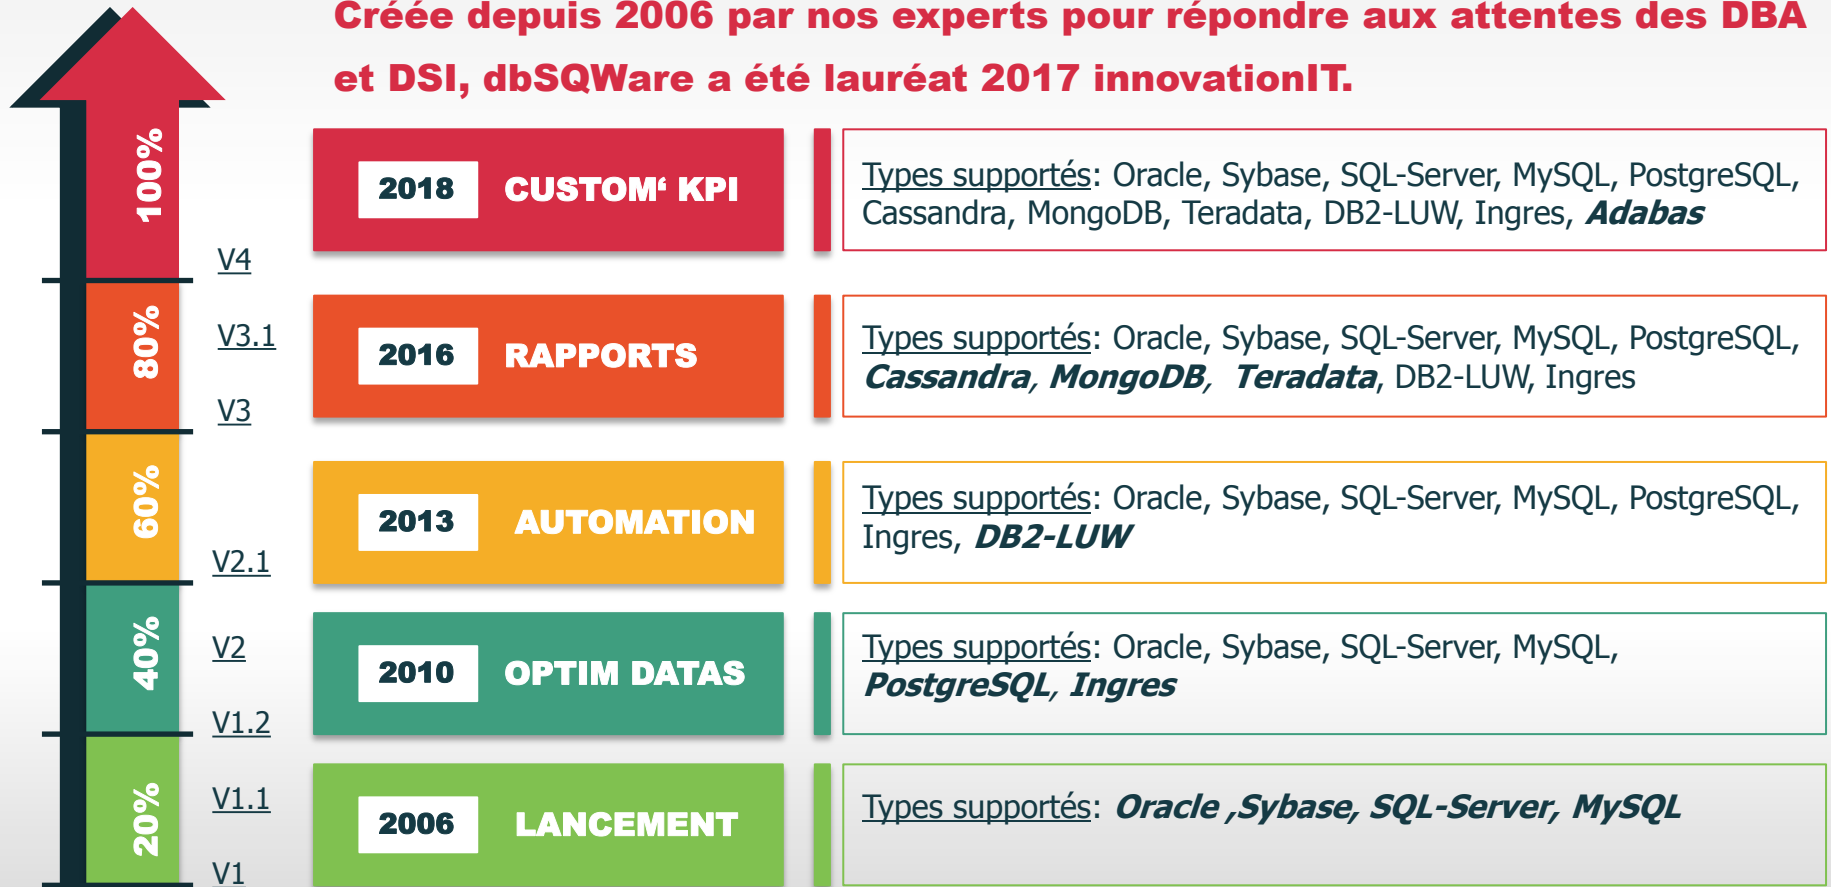 Créée depuis 2006 par nos experts pour répondre aux attentes des DBA
et DSI, dbSQWare a été lauréat 2017 innovationIT.
100%
2018 CUSTOM‘ KPI
Types supportés: Oracle, Sybase, SQL-Server, MySQL, PostgreSQL,
Cassandra, MongoDB, Teradata, DB2-LUW, Ingres, Adabas
V4
80%
V3.1
2016 RAPPORTS
Types supportés: Oracle, Sybase, SQL-Server, MySQL, PostgreSQL,
Cassandra, MongoDB, Teradata, DB2-LUW, Ingres
V3
60%
2013 AUTOMATION
Types supportés: Oracle, Sybase, SQL-Server, MySQL, PostgreSQL,
Ingres, DB2-LUW
V2.1
40%
V2
2010 OPTIM DATAS
Types supportés: Oracle, Sybase, SQL-Server, MySQL,
PostgreSQL, Ingres
V1.2
20%
V1.1
2006 LANCEMENT
Types supportés: Oracle ,Sybase, SQL-Server, MySQL
V1